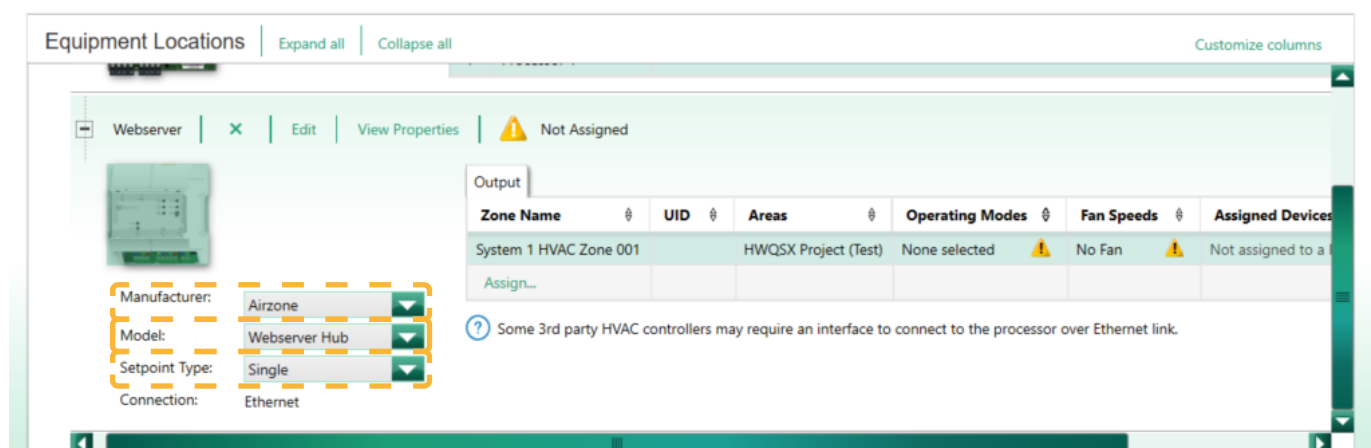 Equipment Locations Expand all Collapse all Customize columns
Webserver × Edit View Properties Not Assigned
Output
Zone Name UID Areas Operating Modes Fan Speeds Assigned Devices
System 1 HVAC Zone 001 HWQSX Project (Test) None selected No Fan Not assigned to a
Assign...
Manufacturer: Airzone
Model: Webserver Hub
Setpoint Type: Single
Connection: Ethernet
? Some 3rd party HVAC controllers may require an interface to connect to the processor over Ethernet link.